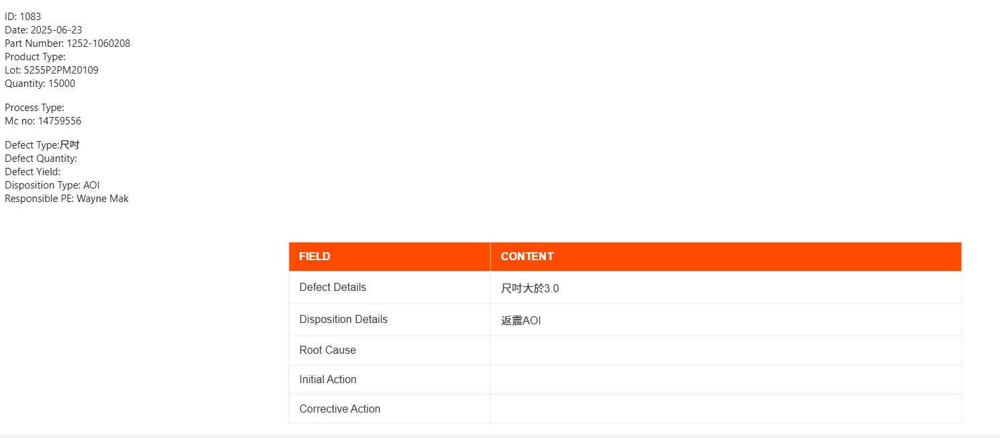 ID: 1083
Date: 2025-06-23
Part Number: 1252-1060208
Product Type:
Lot: 5255P2PM20109
Quantity: 15000
Process Type:
Mc no: 14759556
Defect Type:尺吋
Defect Quantity:
Defect Yield:
Disposition Type: AOI
Responsible PE: Wayne Mak
FIELD CONTENT
Defect Details 尺吋大於3.0
Disposition Details 返震AOI
Root Cause
Initial Action
Corrective Action